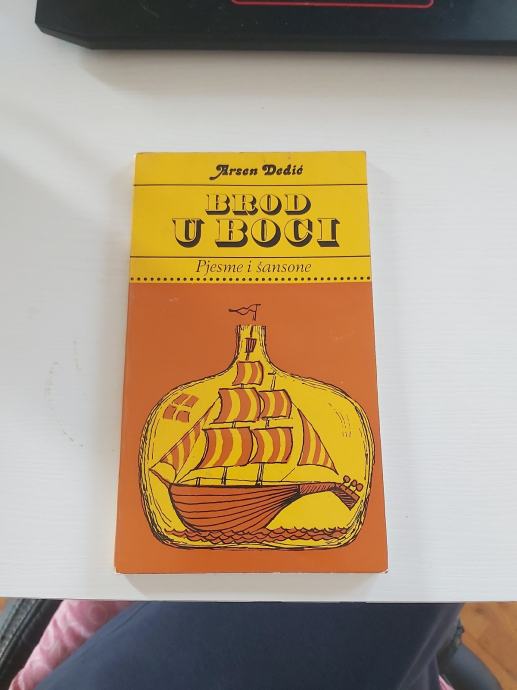 Arsen Dedić
BROD
U BOCI
Pjesme i šansone